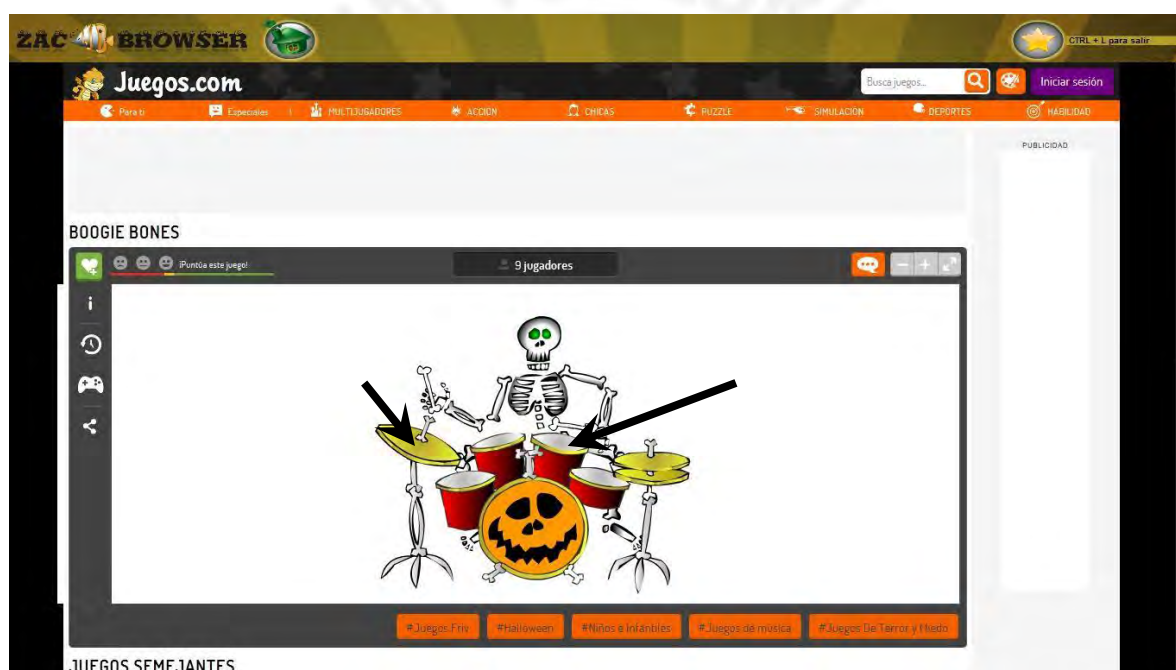 ZAC BROWSER
CTRL + L para salir
Juegos.com
Busca juegos...
Iniciar sesión
Para ti Especiales MULTIJUGADORES ACCIÓN CHICAS PUZZLE SIMULACIÓN DEPORTES HABILIDAD
PUBLICIDAD
BOOGIE BONES
¡Puntúa este juego!
9 jugadores
#Juegos Friv #Halloween #Niños e Infantiles #Juegos de música #Juegos De Terror y Miedo
JUEGOS SEMEJANTES